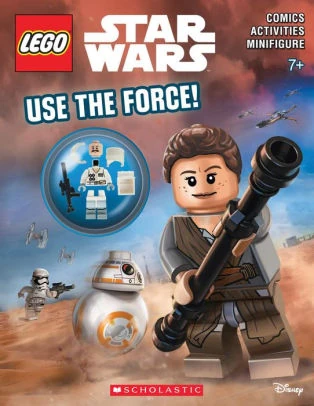 LEGO
STAR
WARS
COMICS
ACTIVITIES
MINIFIGURE
7+
USE THE FORCE!
SCHOLASTIC
Disney